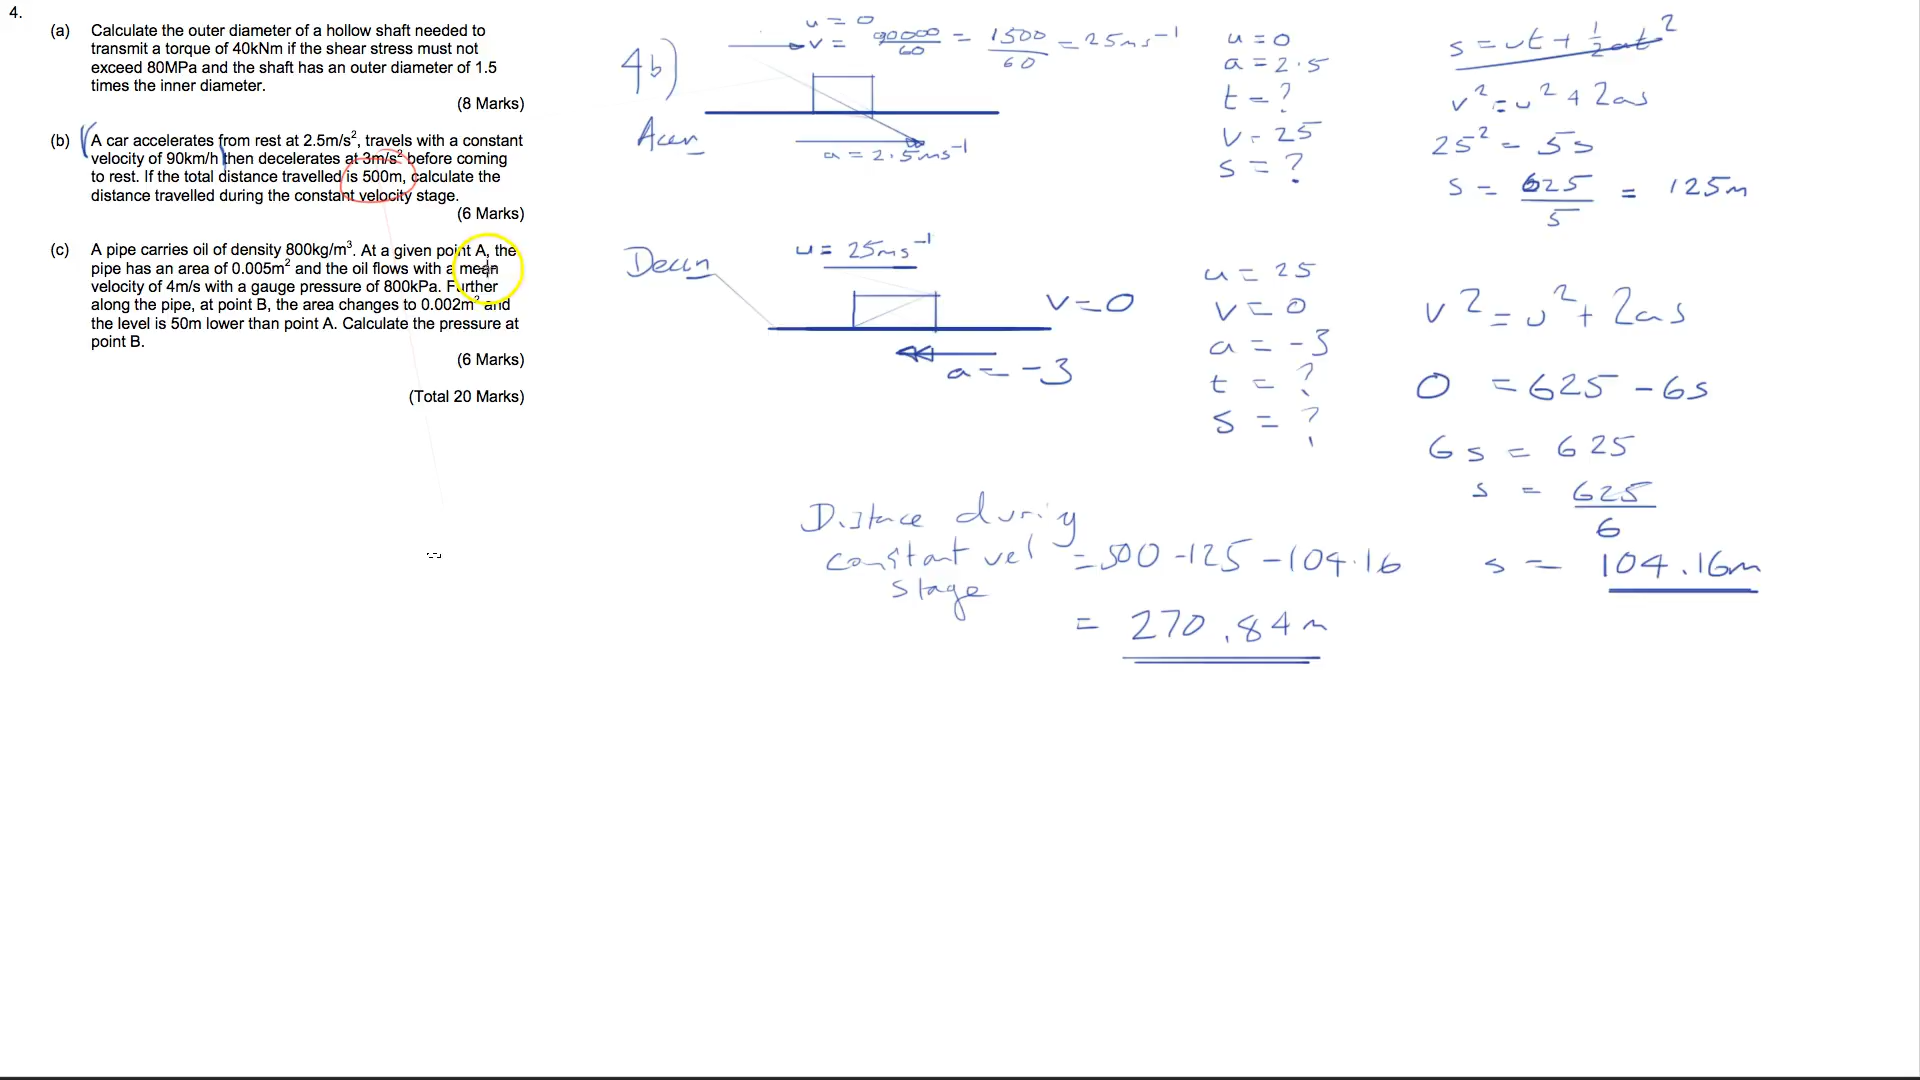 4.
(a) Calculate the outer diameter of a hollow shaft needed to
transmit a torque of 40kNm if the shear stress must not
exceed 80MPa and the shaft has an outer diameter of 1.5
times the inner diameter.
(8 Marks)
(b) A car accelerates from rest at 2.5m/s², travels with a constant
velocity of 90km/h then decelerates at 3m/s² before coming
to rest. If the total distance travelled is 500m, calculate the
distance travelled during the constant velocity stage.
(6 Marks)
(c) A pipe carries oil of density 800kg/m³. At a given point A, the
pipe has an area of 0.005m² and the oil flows with a mean
velocity of 4m/s with a gauge pressure of 800kPa. Further
along the pipe, at point B, the area changes to 0.002m² and
the level is 50m lower than point A. Calculate the pressure at
point B.
(6 Marks)
(Total 20 Marks)
4b)
u = 0
v = 90000/60 = 1500/60 = 25ms⁻¹
Accn
a = 2.5ms⁻¹
u = 0
a = 2.5
t = ?
v = 25
s = ?
s = ut + ½at²
v² = u² + 2as
25² = 5s
s = 625/5 = 125m
Decen
u = 25ms⁻¹
v = 0
a = -3
u = 25
v = 0
a = -3
t = ?
s = ?
v² = u² + 2as
0 = 625 - 6s
6s = 625
s = 625/6
s = 104.16m
Distance during
constant vel = 500 - 125 - 104.16
stage
= 270.84m